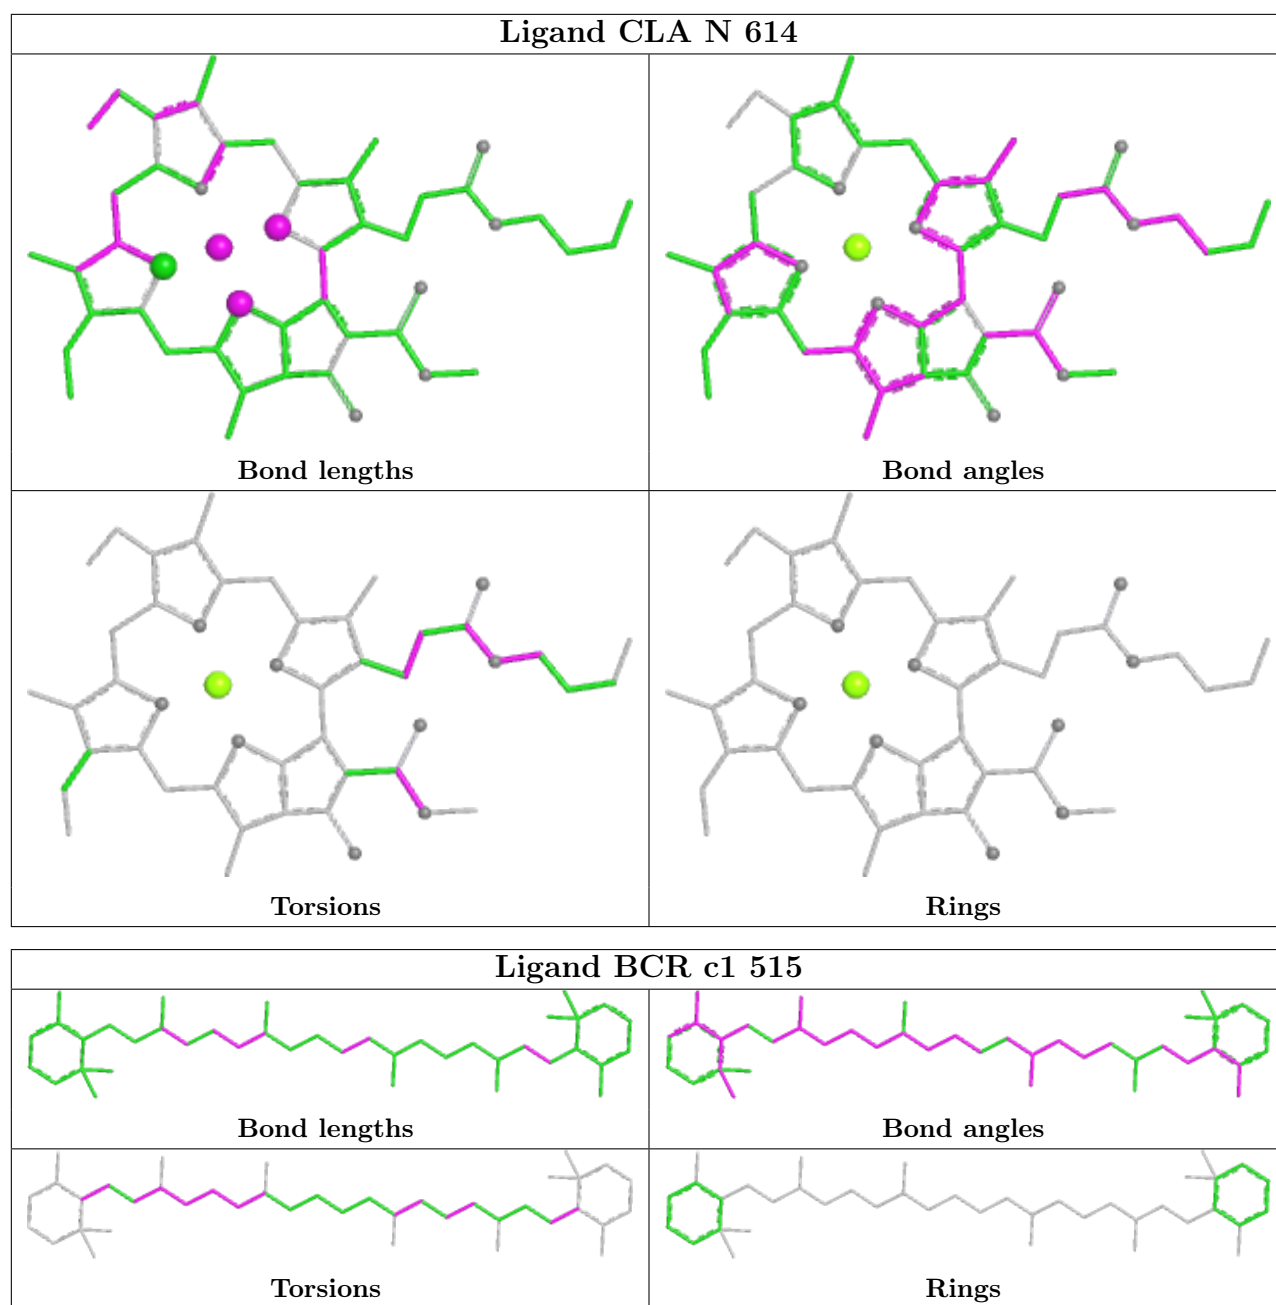 Ligand CLA N 614
Bond lengths
Bond angles
Torsions
Rings
Ligand BCR c1 515
Bond lengths
Bond angles
Torsions
Rings